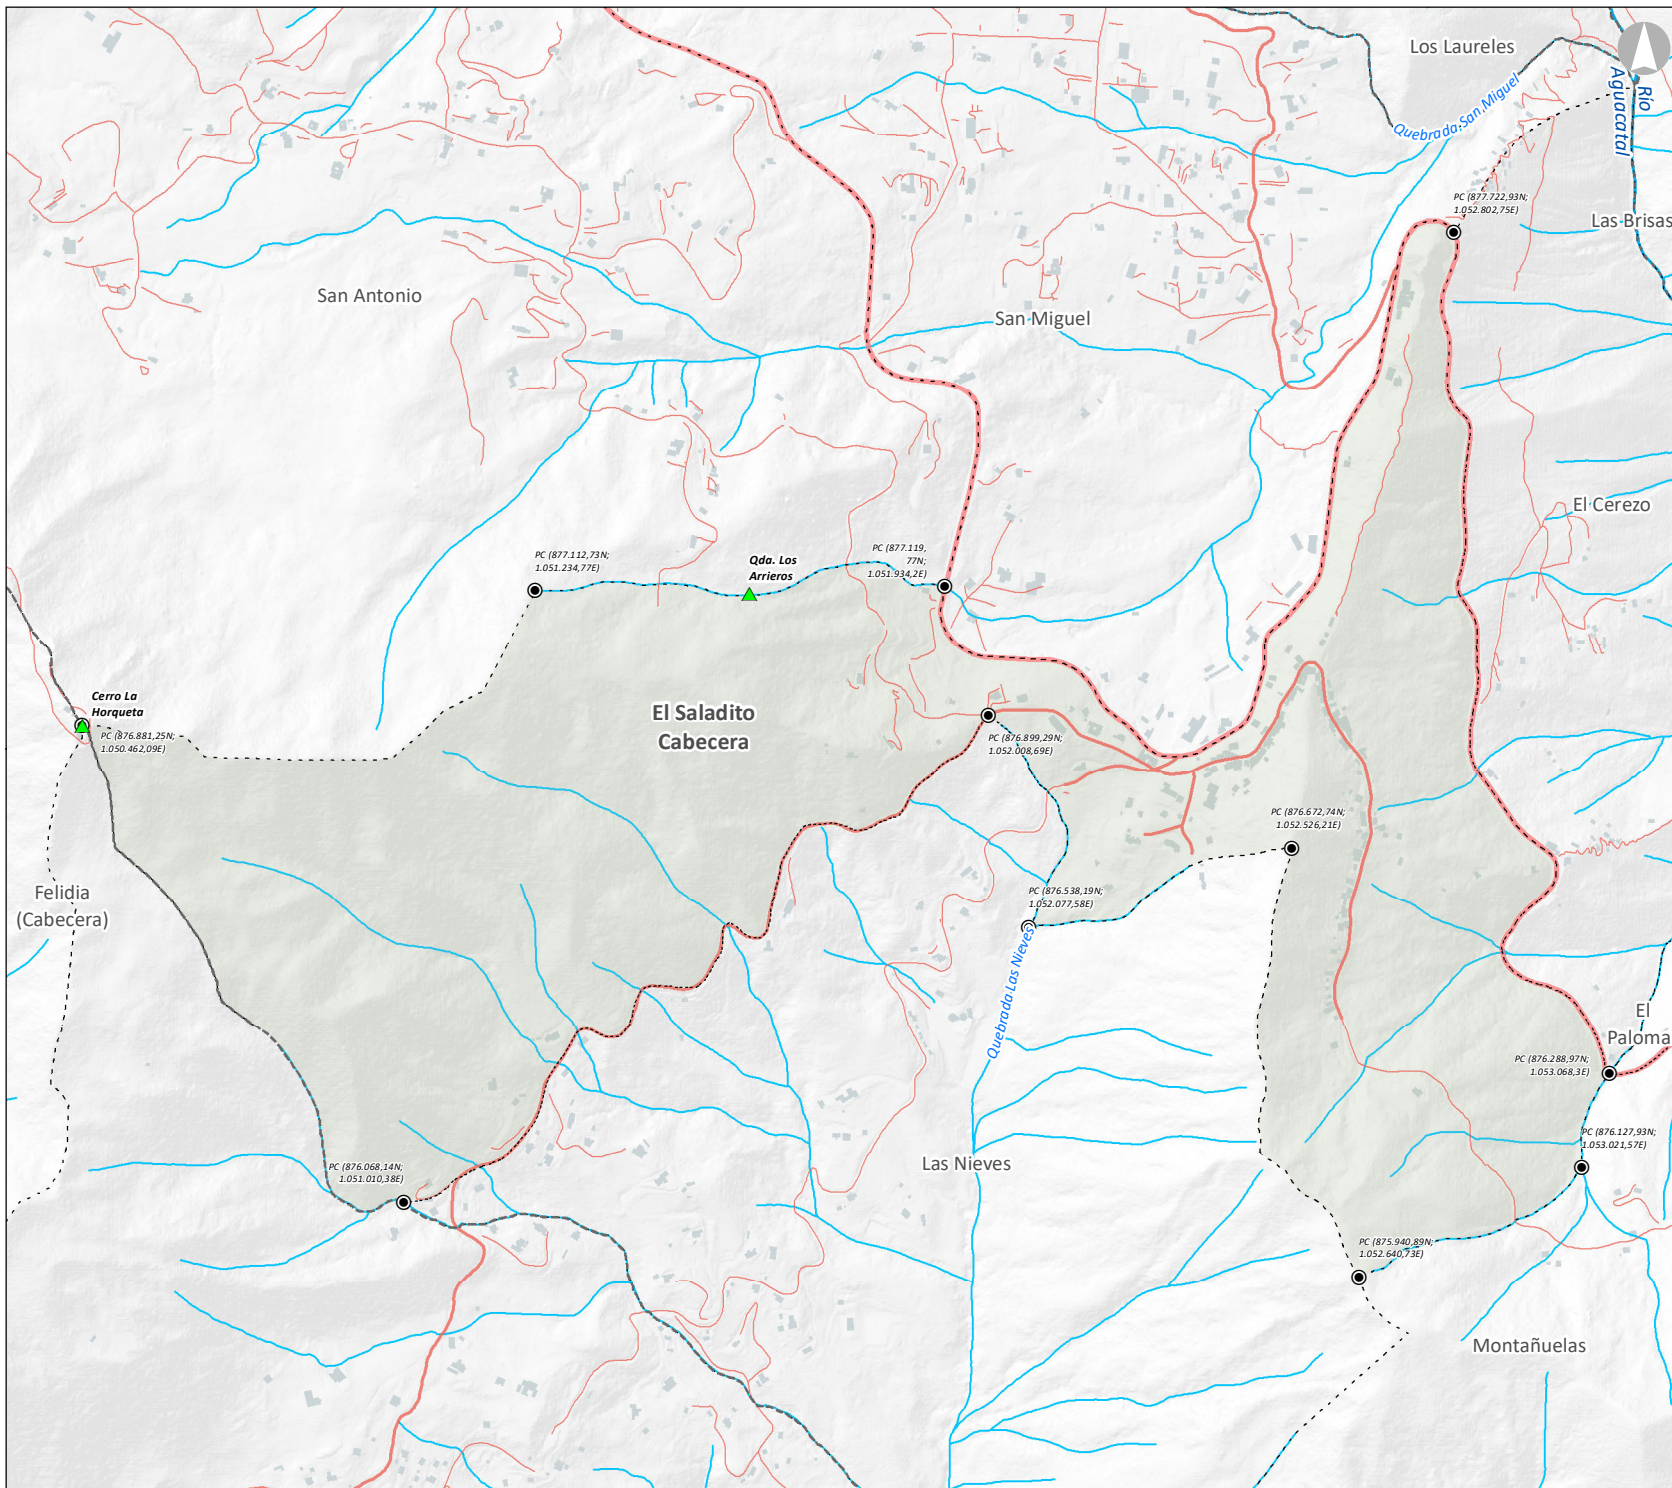 Los Laureles
Quebrada San Miguel
Río
Aguacatal
PC (877.722,93N;
1.052.802,75E)
Las Brisas
San Antonio
San Miguel
El Cerezo
PC (877.112,73N;
1.051.234,77E)
Qda. Los
Arrieros
PC (877.119,
77N;
1.051.934,2E)
Cerro La
Horqueta
PC (876.881,25N;
1.050.462,09E)
El Saladito
Cabecera
PC (876.899,29N;
1.052.008,69E)
PC (876.672,74N;
1.052.526,21E)
Felidia
(Cabecera)
PC (876.538,19N;
1.052.077,58E)
Quebrada Las Nieves
El
Paloma
PC (876.288,97N;
1.053.068,3E)
PC (876.127,93N;
1.053.021,57E)
PC (876.068,14N;
1.051.010,38E)
Las Nieves
PC (875.940,89N;
1.052.640,73E)
Montañuelas